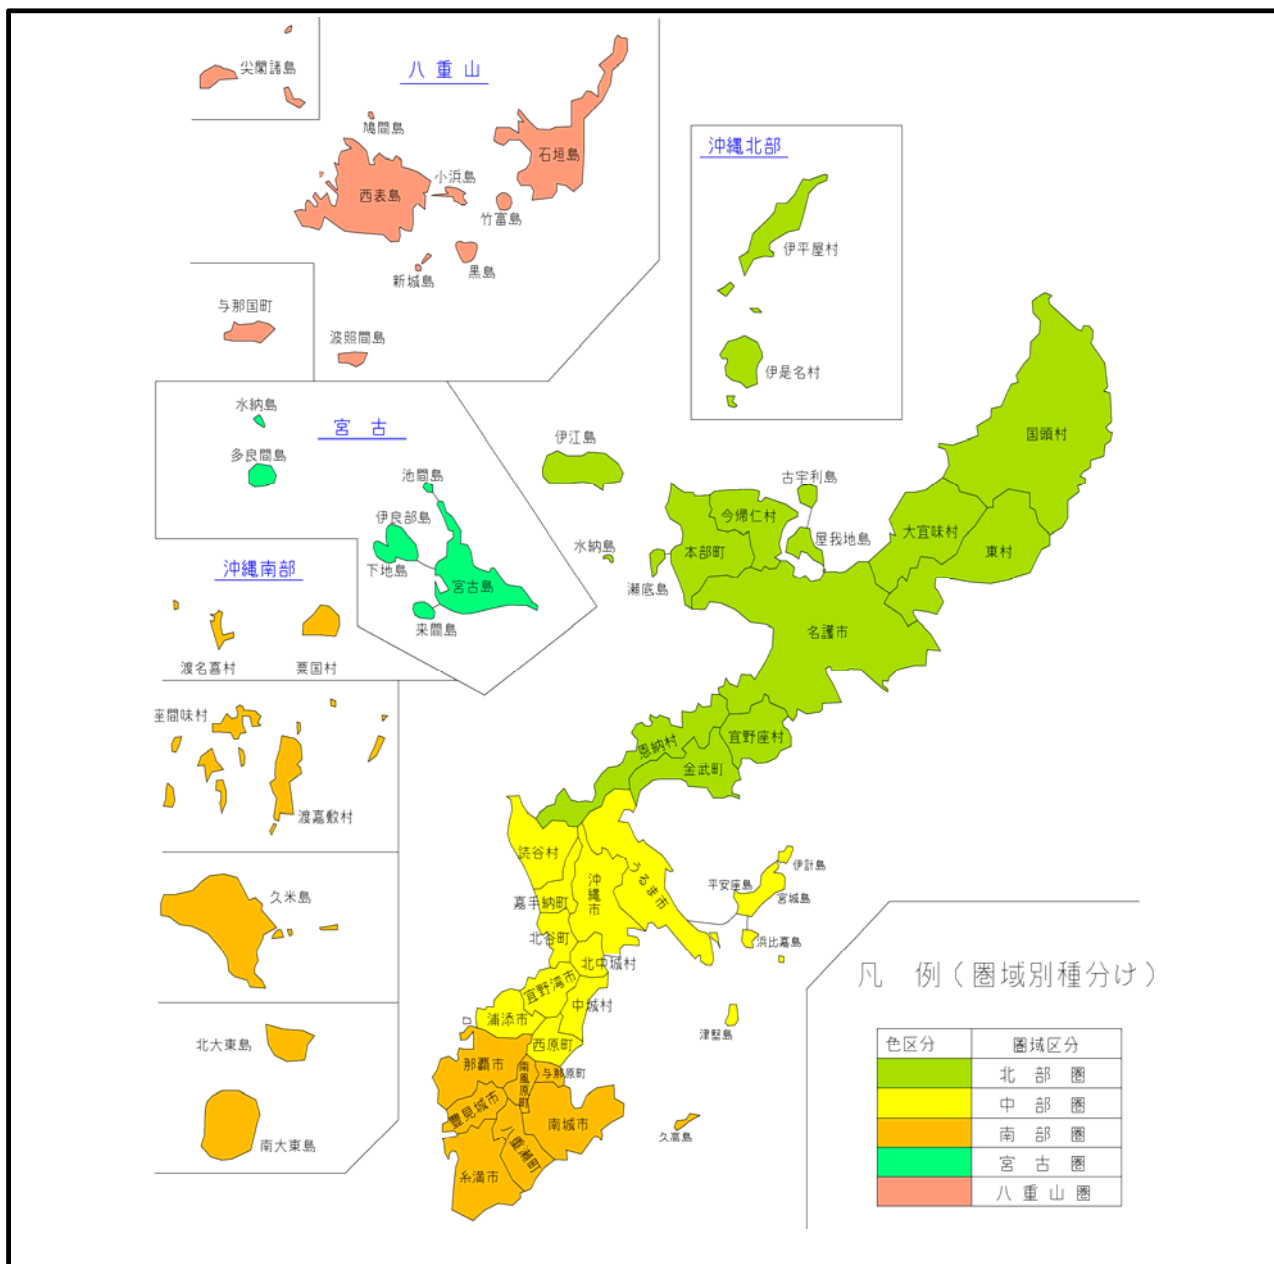 尖閣諸島
八重山
鳩間島
石垣島
西表島
小浜島
竹富島
新城島
黒島
与那国町
波照間島
沖縄北部
伊平屋村
伊是名村
水納島
宮古
多良間島
池間島
伊良部島
下地島
宮古島
来間島
沖縄南部
渡名喜村
粟国村
座間味村
渡嘉敷村
久米島
北大東島
南大東島
伊江島
国頭村
古宇利島
今帰仁村
大宜味村
屋我地島
東村
水納島
本部町
瀬底島
名護市
恩納村
宜野座村
金武町
読谷村
うるま市
伊計島
平安座島
宮城島
嘉手納町
沖縄市
北谷町
浜比嘉島
北中城村
宜野湾市
中城村
浦添市
津堅島
西原町
那覇市
南風原町
与那原町
豊見城市
南城市
久高島
八重瀬町
糸満市
凡例(圏域別種分け)
色区分 圏域区分
北部圏
中部圏
南部圏
宮古圏
八重山圏